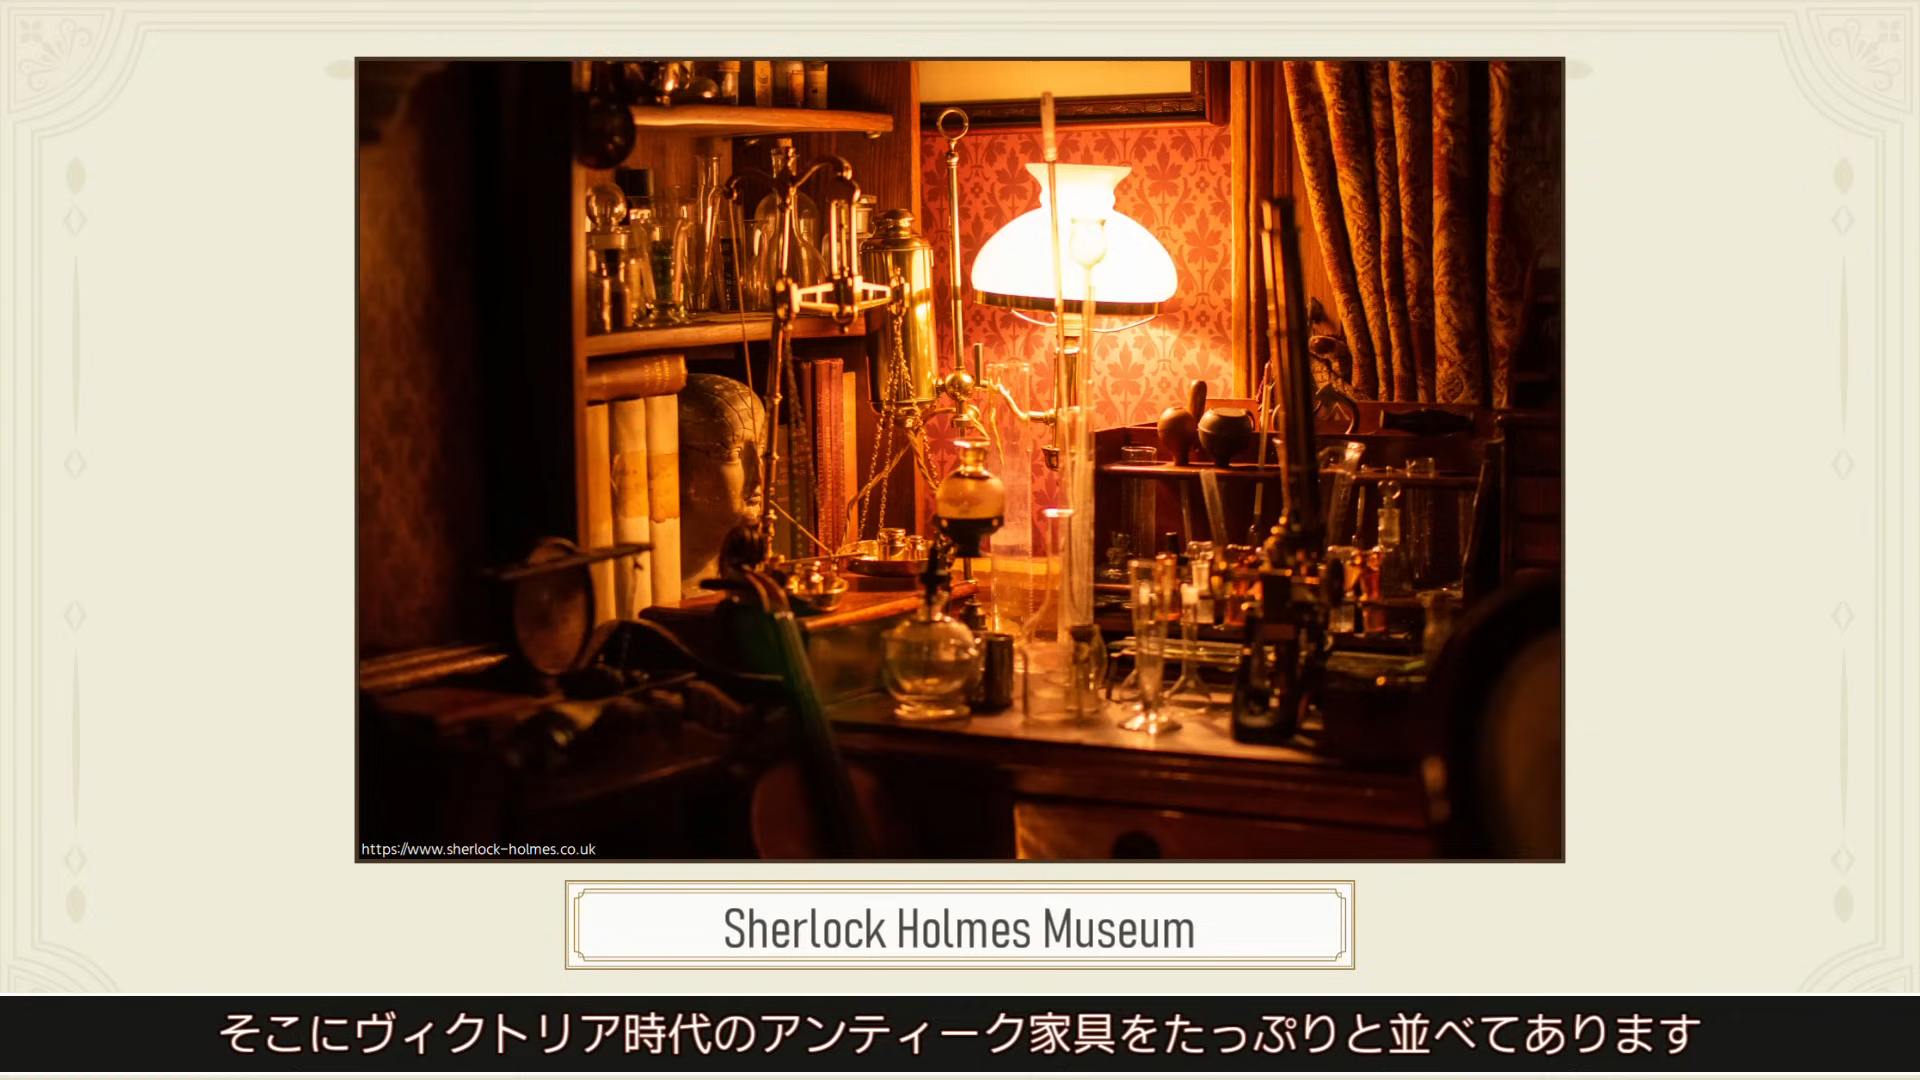 https://www.sherlock-holmes.co.uk
Sherlock Holmes Museum
そこにヴィクトリア時代のアンティーク家具をたっぷりと並べてあります